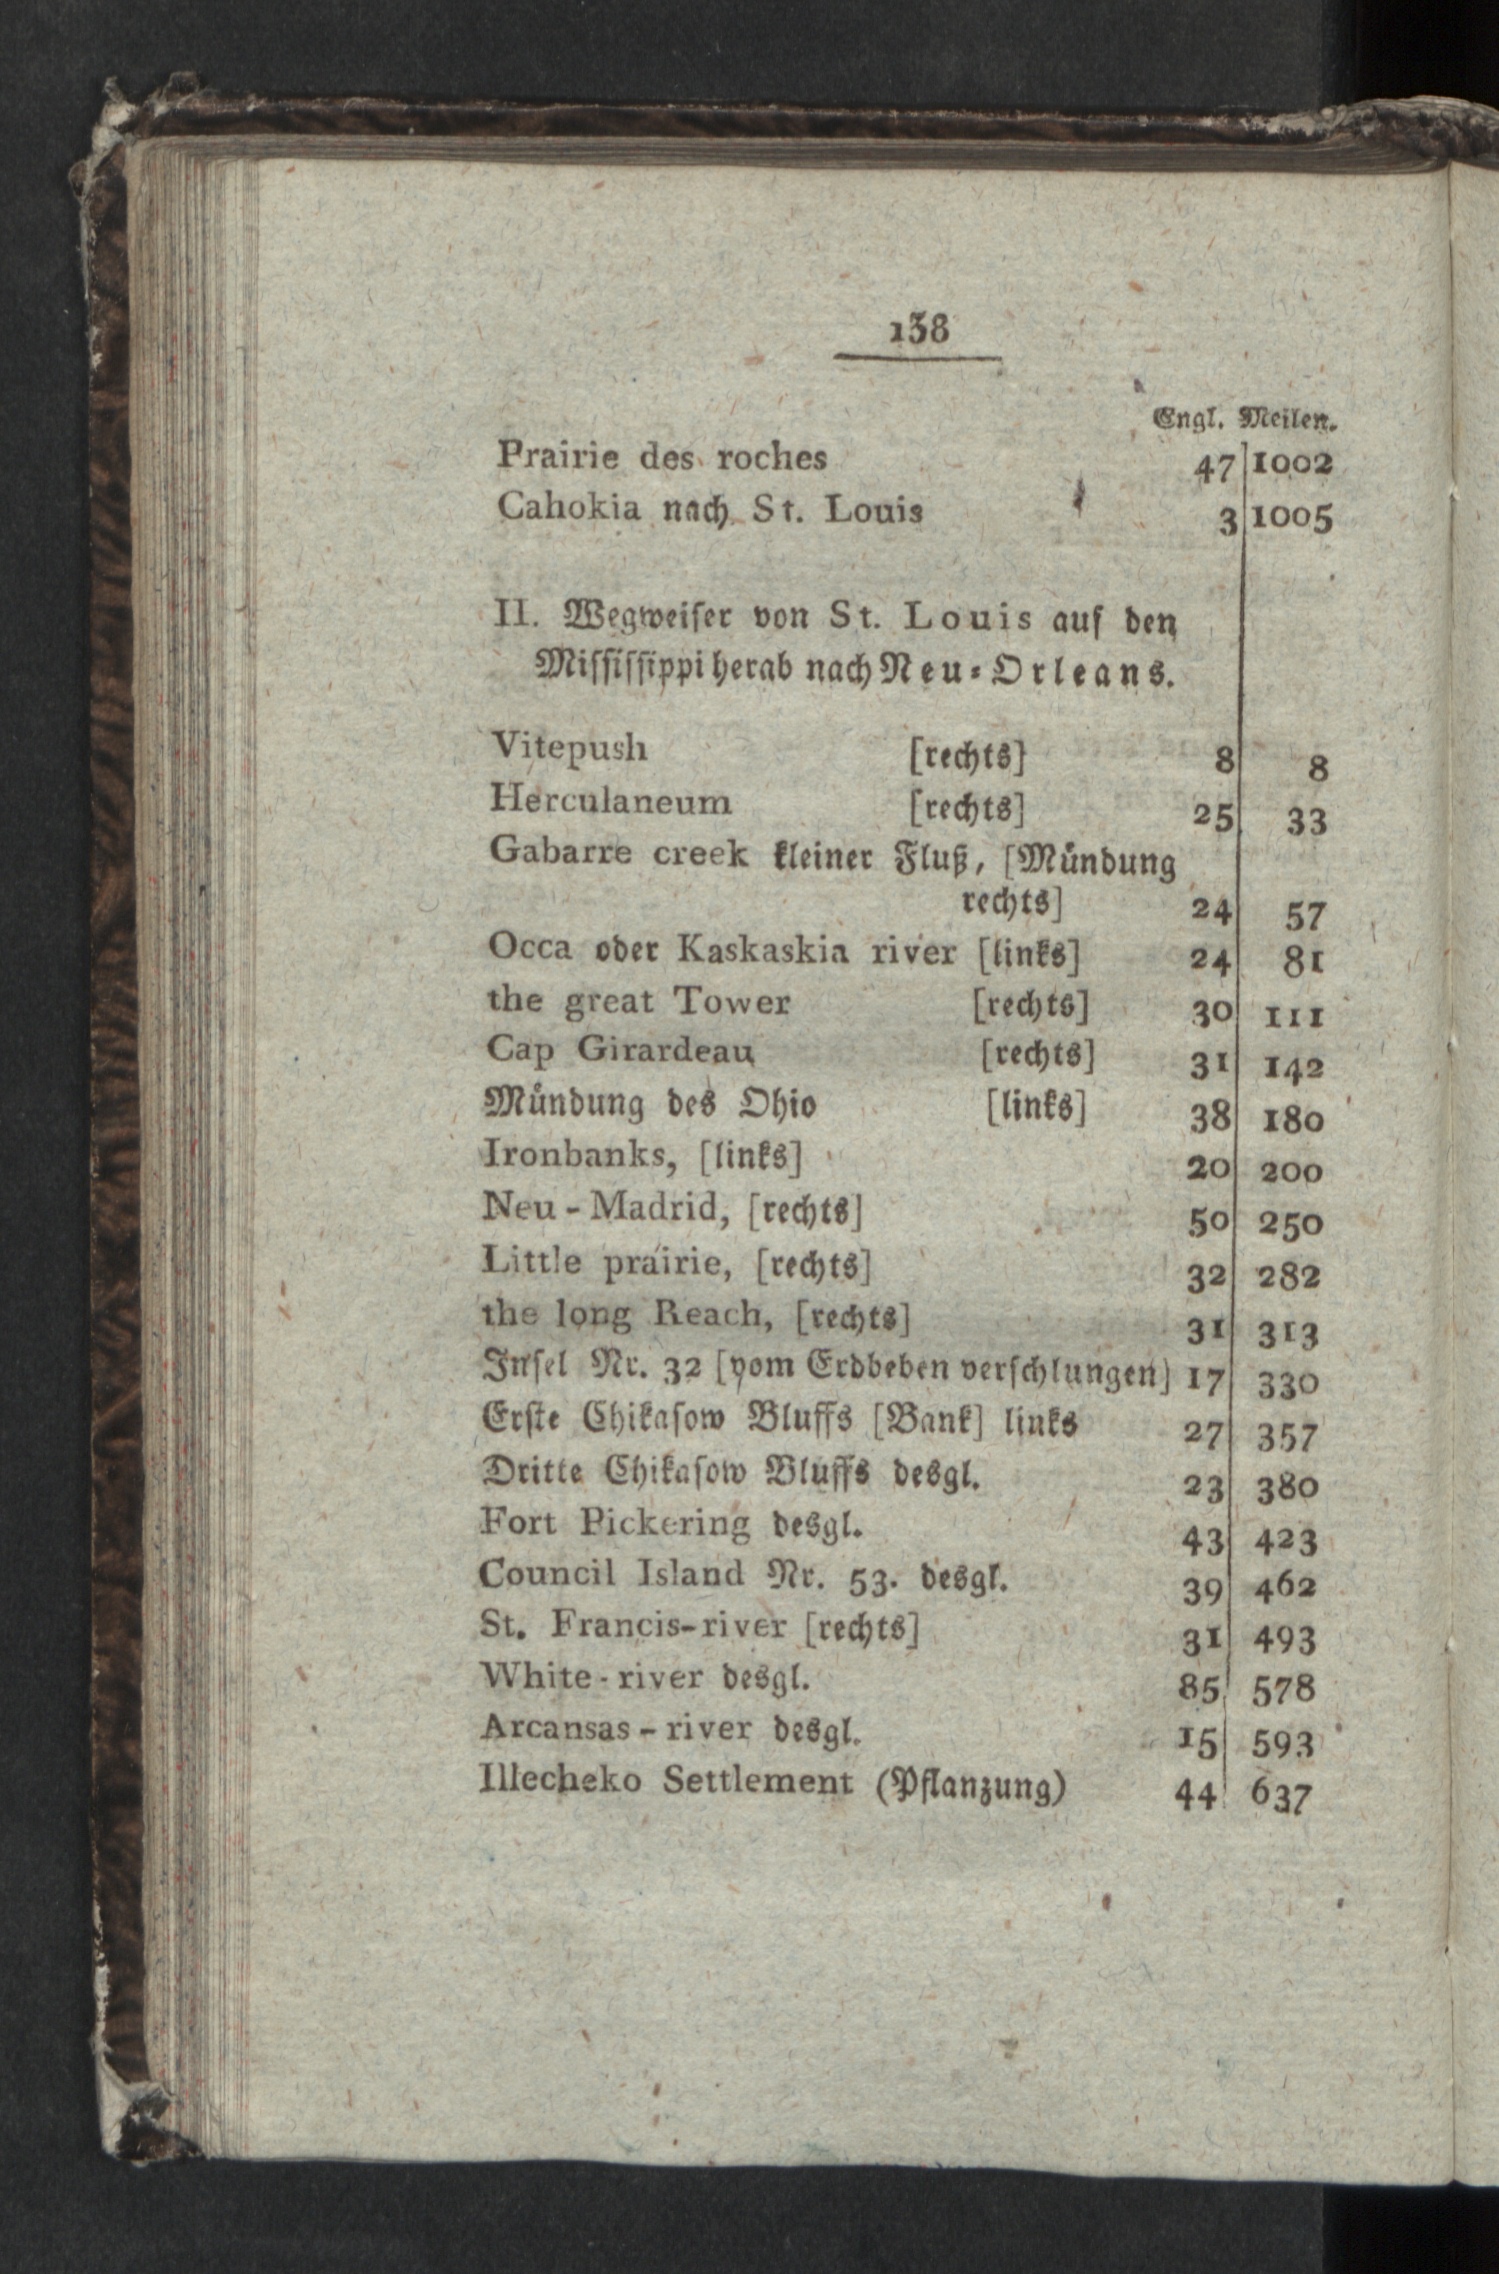 138
Engl. Meilen.
Prairie des roches 47 1002
Cahokia nach St. Louis 3 1005
II. Wegweiser von St. Louis auf den
Mississippi herab nach Neu-Orleans.
Vitepush [rechts] 8 8
Herculaneum [rechts] 25 33
Gabarre creek kleiner Fluß, [Mündung
rechts] 24 57
Occa oder Kaskaskia river [links] 24 81
the great Tower [rechts] 30 111
Cap Girardeau [rechts] 31 142
Mündung des Ohio [links] 38 180
Ironbanks, [links] 20 200
Neu-Madrid, [rechts] 50 250
Little prairie, [rechts] 32 282
the long Reach, [rechts] 31 313
Insel Nr. 32 [vom Erdbeben verschlungen] 17 330
Erste Chikasow Bluffs [Bank] links 27 357
Dritte Chikasow Bluffs desgl. 23 380
Fort Pickering desgl. 43 423
Council Island Nr. 53. desgl. 39 462
St. Francis-river [rechts] 31 493
White-river desgl. 85 578
Arcansas-river desgl. 15 593
Illecheko Settlement (Pflanzung) 44 637